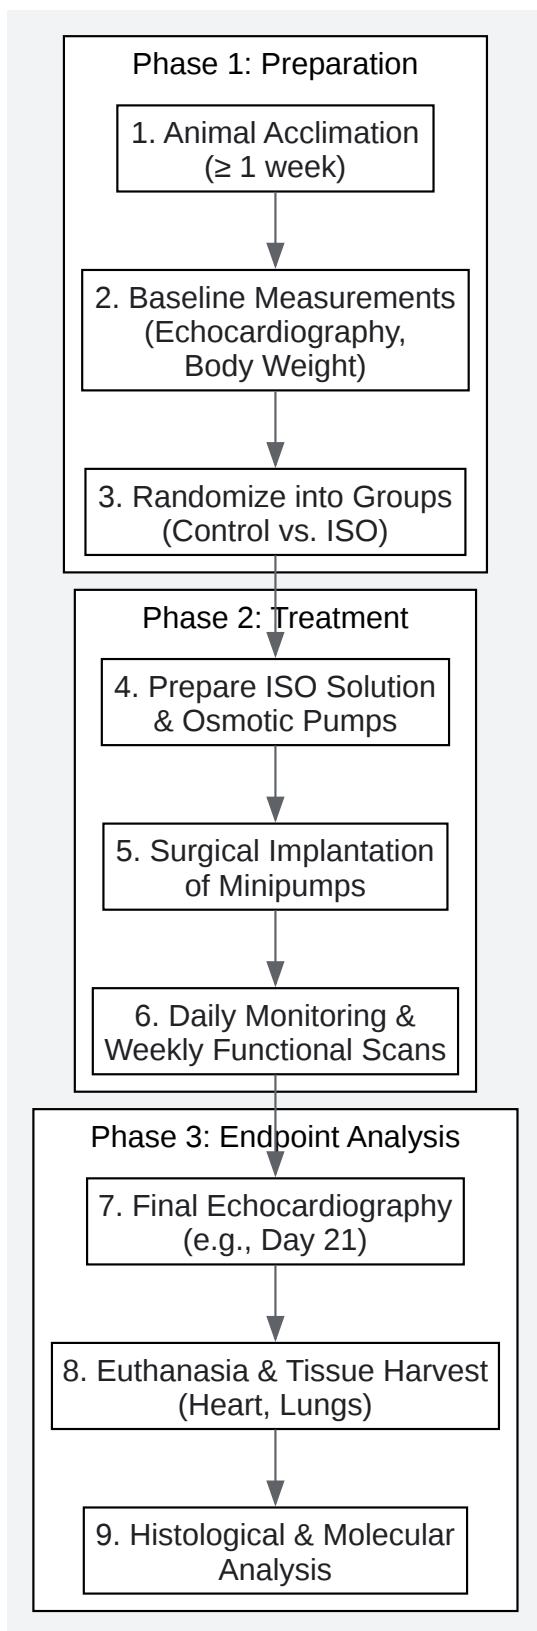 Phase 1: Preparation
1. Animal Acclimation
(≥ 1 week)
2. Baseline Measurements
(Echocardiography,
Body Weight)
3. Randomize into Groups
(Control vs. ISO)
Phase 2: Treatment
4. Prepare ISO Solution
& Osmotic Pumps
5. Surgical Implantation
of Minipumps
6. Daily Monitoring &
Weekly Functional Scans
Phase 3: Endpoint Analysis
7. Final Echocardiography
(e.g., Day 21)
8. Euthanasia & Tissue Harvest
(Heart, Lungs)
9. Histological & Molecular
Analysis